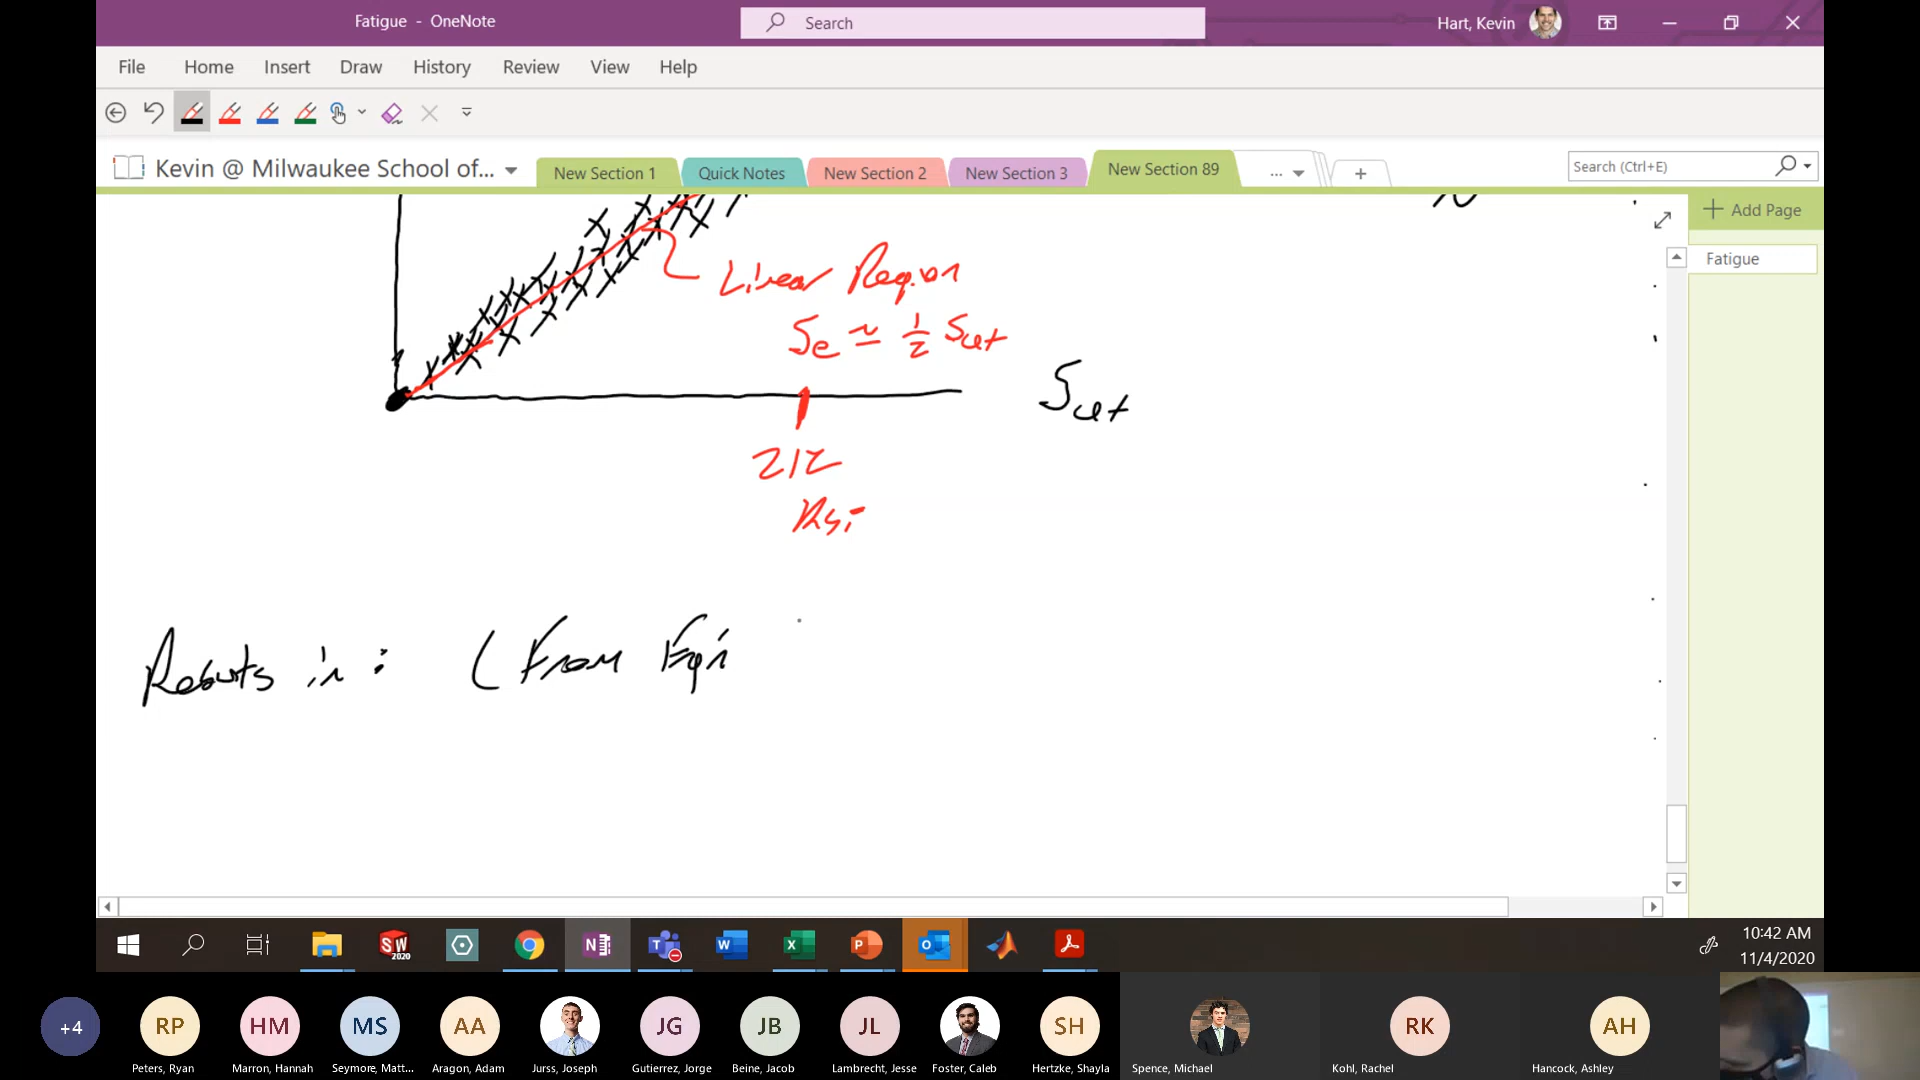 Fatigue - OneNote
Search
Hart, Kevin
File Home Insert Draw History Review View Help
Kevin @ Milwaukee School of...
New Section 1
Quick Notes
New Section 2
New Section 3
New Section 89
...
Search (Ctrl+E)
Add Page
Fatigue
Linear Region
Se ≃ 1/2 Sut
Sut
212
Ksi
Results in : ( From Eqn
10:42 AM
11/4/2020
+4
RP
HM
MS
AA
JG
JB
JL
SH
RK
AH
Peters, Ryan
Marron, Hannah
Seymore, Matt...
Aragon, Adam
Jurss, Joseph
Gutierrez, Jorge
Beine, Jacob
Lambrecht, Jesse
Foster, Caleb
Hertzke, Shayla
Spence, Michael
Kohl, Rachel
Hancock, Ashley